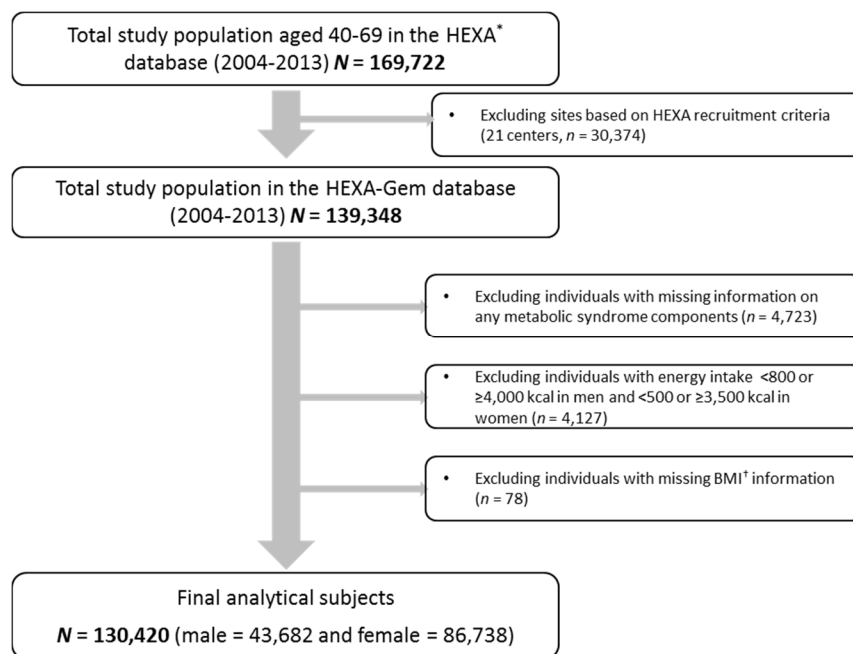 Total study population aged 40-69 in the HEXA*
database (2004-2013) N = 169,722
• Excluding sites based on HEXA recruitment criteria
(21 centers, n = 30,374)
Total study population in the HEXA-Gem database
(2004-2013) N = 139,348
• Excluding individuals with missing information on
any metabolic syndrome components (n = 4,723)
• Excluding individuals with energy intake <800 or
≥4,000 kcal in men and <500 or ≥3,500 kcal in
women (n = 4,127)
• Excluding individuals with missing BMI† information
(n = 78)
Final analytical subjects
N = 130,420 (male = 43,682 and female = 86,738)